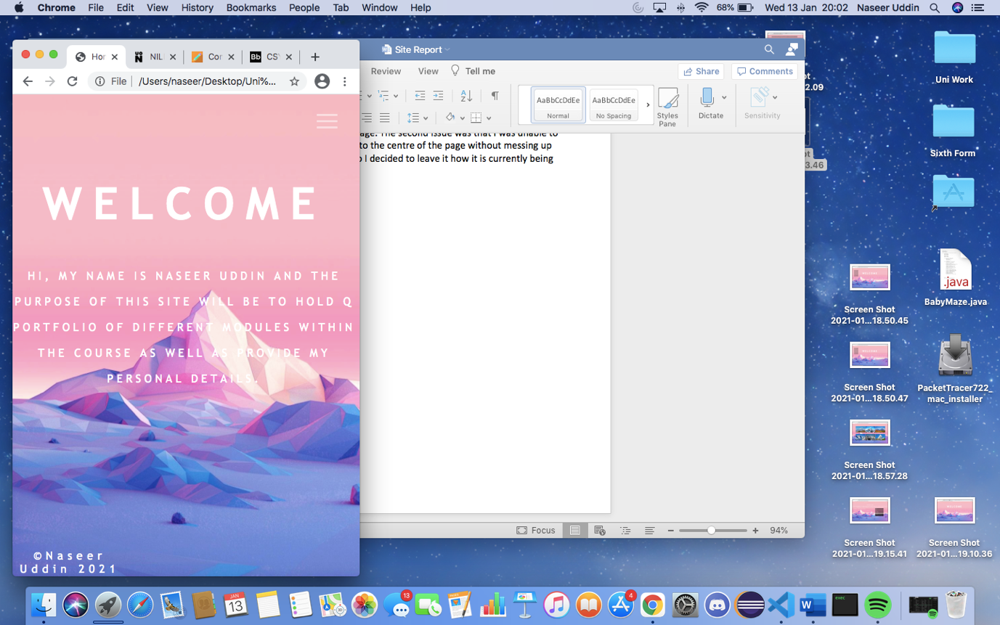 Chrome File Edit View History Bookmarks People Tab Window Help
68% Wed 13 Jan 20:02 Naseer Uddin
Hor
NIL
Cor
Bb CS
File /Users/naseer/Desktop/Uni%...
WELCOME
HI, MY NAME IS NASEER UDDIN AND THE
PURPOSE OF THIS SITE WILL BE TO HOLD Q
PORTFOLIO OF DIFFERENT MODULES WITHIN
THE COURSE AS WELL AS PROVIDE MY
PERSONAL DETAILS.
©Naseer
Uddin 2021
Site Report
Review View Tell me
Share Comments
AaBbCcDdEe AaBbCcDdEe
Normal No Spacing
Styles
Pane
Dictate
Sensitivity
age. The second issue was that I was unable to
to the centre of the page without messing up
I decided to leave it how it is currently being
Focus 94%
2.09
3.46
Uni Work
Sixth Form
.java
BabyMaze.java
PacketTracer722_
mac_installer
Screen Shot
2021-01...18.50.45
Screen Shot
2021-01...18.50.47
Screen Shot
2021-01...18.57.28
Screen Shot
2021-01...19.15.41
Screen Shot
2021-01...19.10.36
JAN
13
13
4
W
exec